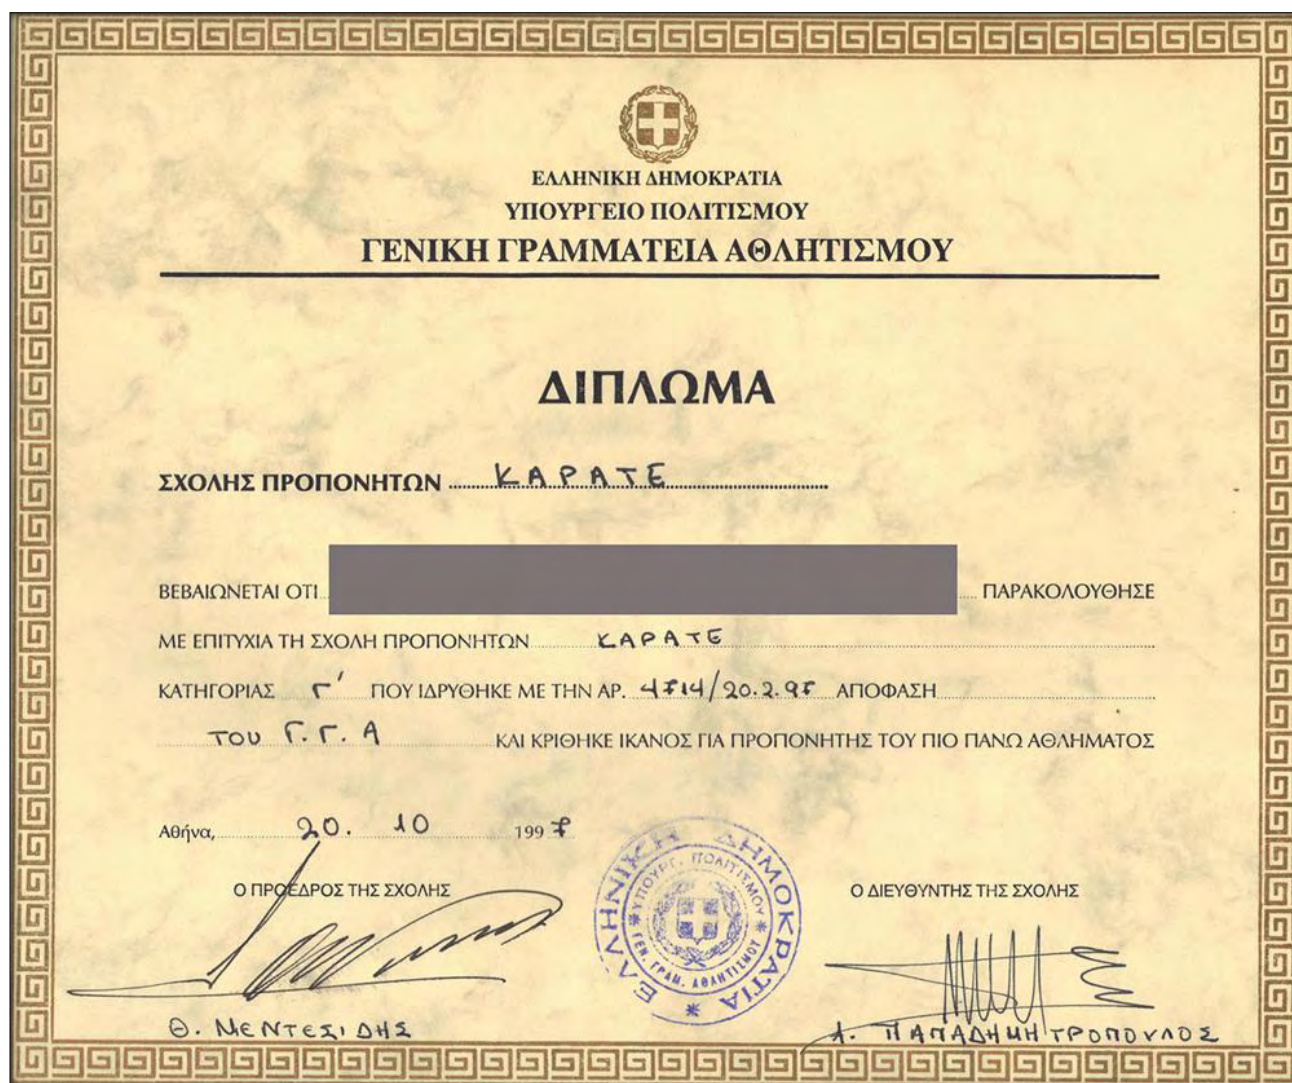 ΕΛΛΗΝΙΚΗ ΔΗΜΟΚΡΑΤΙΑ
ΥΠΟΥΡΓΕΙΟ ΠΟΛΙΤΙΣΜΟΥ
ΓΕΝΙΚΗ ΓΡΑΜΜΑΤΕΙΑ ΑΘΛΗΤΙΣΜΟΥ
ΔΙΠΛΩΜΑ
ΣΧΟΛΗΣ ΠΡΟΠΟΝΗΤΩΝ ΚΑΡΑΤΕ
ΒΕΒΑΙΩΝΕΤΑΙ ΟΤΙ ΠΑΡΑΚΟΛΟΥΘΗΣΕ
ΜΕ ΕΠΙΤΥΧΙΑ ΤΗ ΣΧΟΛΗ ΠΡΟΠΟΝΗΤΩΝ ΚΑΡΑΤΕ
ΚΑΤΗΓΟΡΙΑΣ Γ' ΠΟΥ ΙΔΡΥΘΗΚΕ ΜΕ ΤΗΝ ΑΡ. 4714/20.2.97 ΑΠΟΦΑΣΗ
ΤΟΥ Γ.Γ.Α ΚΑΙ ΚΡΙΘΗΚΕ ΙΚΑΝΟΣ ΓΙΑ ΠΡΟΠΟΝΗΤΗΣ ΤΟΥ ΠΙΟ ΠΑΝΩ ΑΘΛΗΜΑΤΟΣ
Αθήνα, 20. 10 1997
Ο ΠΡΟΕΔΡΟΣ ΤΗΣ ΣΧΟΛΗΣ
Ο ΔΙΕΥΘΥΝΤΗΣ ΤΗΣ ΣΧΟΛΗΣ
ΕΛΛΗΝΙΚΗ ΔΗΜΟΚΡΑΤΙΑ
ΥΠΟΥΡΓ. ΠΟΛΙΤΙΣΜΟΥ
ΓΕΝ. ΓΡΑΜ. ΑΘΛΗΤΙΣΜΟΥ
Θ. ΜΕΝΤΕΣΙΔΗΣ
Α. ΠΑΠΑΔΗΜΗΤΡΟΠΟΥΛΟΣ